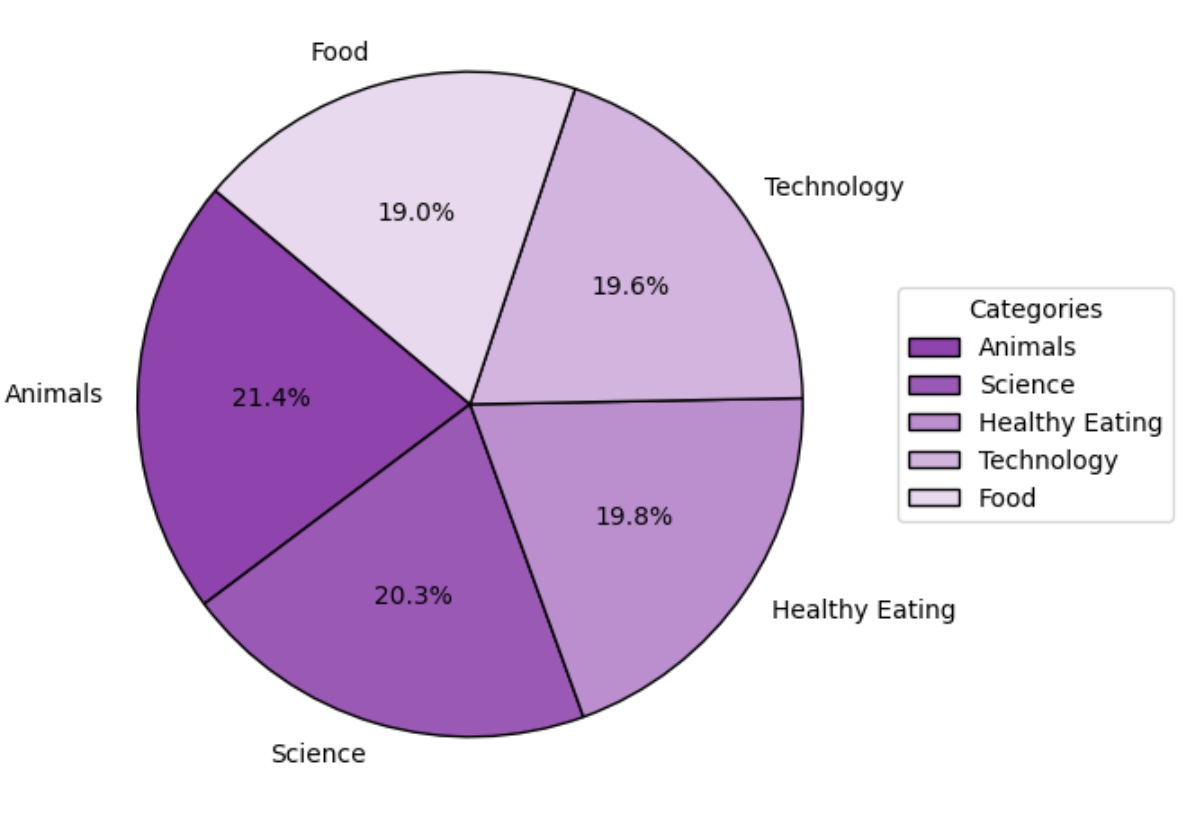 Food
Technology
19.0%
19.6%
Categories
Animals
Science
Healthy Eating
Technology
Food
Animals
21.4%
19.8%
20.3%
Healthy Eating
Science